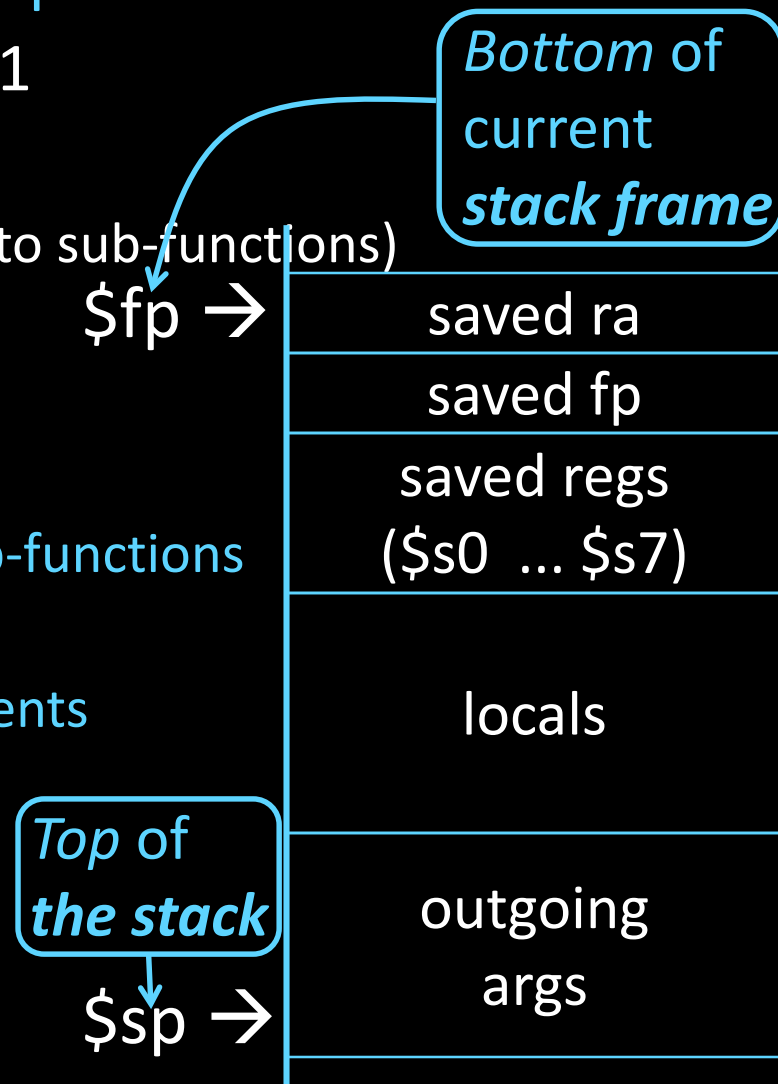 1
Bottom of
current
stack frame
to sub-functions)
$fp →
saved ra
saved fp
saved regs
($s0 ... $s7)
-functions
ents
locals
Top of
the stack
outgoing
args
$sp →